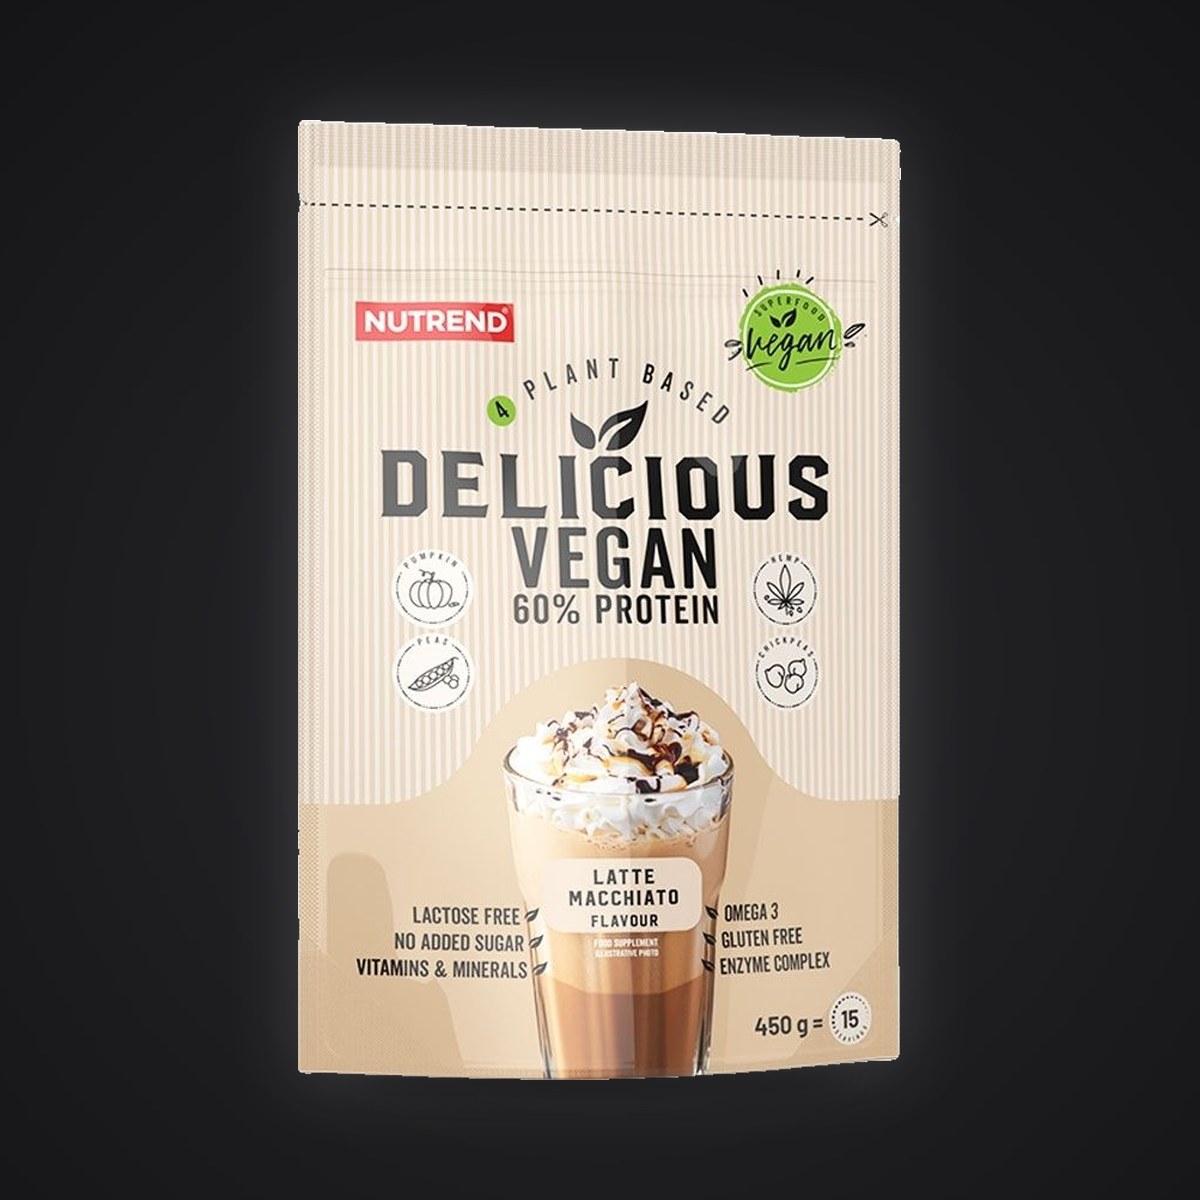 NUTREND®
SUPERFOOD
vegan
4 PLANT BASED
DELICIOUS
VEGAN
60% PROTEIN
PUMPKIN
HEMP
PEAS
CHICKPEAS
LATTE
MACCHIATO
FLAVOUR
FOOD SUPPLEMENT
ILLUSTRATIVE PHOTO
LACTOSE FREE
NO ADDED SUGAR
VITAMINS & MINERALS
OMEGA 3
GLUTEN FREE
ENZYME COMPLEX
450 g = 15
SERVINGS